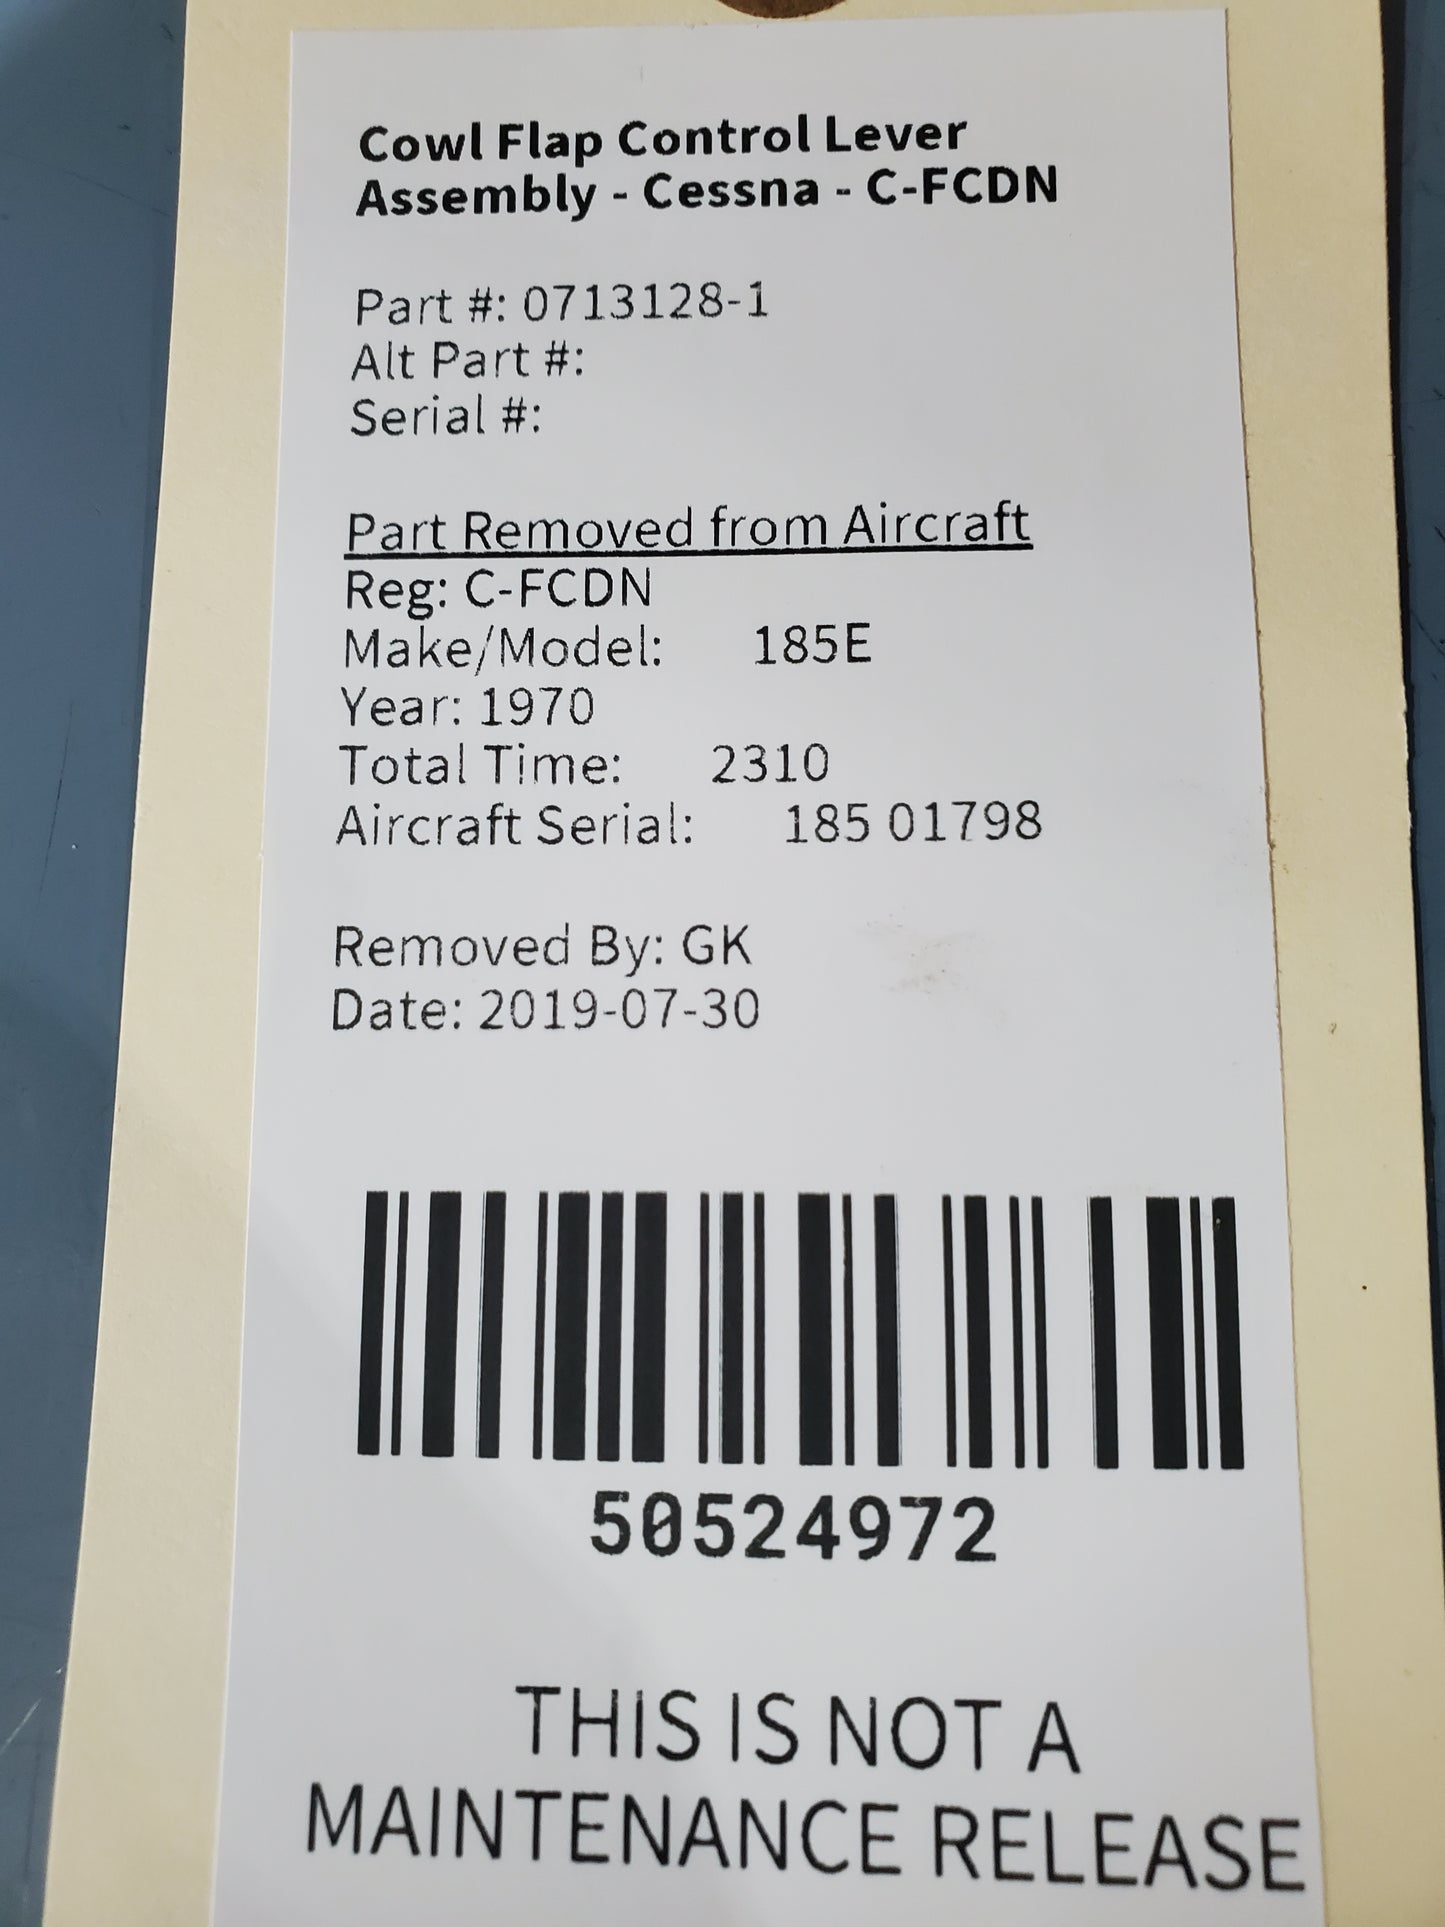 Cowl Flap Control Lever
Assembly - Cessna - C-FCDN
Part #: 0713128-1
Alt Part #:
Serial #:
Part Removed from Aircraft
Reg: C-FCDN
Make/Model: 185E
Year: 1970
Total Time: 2310
Aircraft Serial: 185 01798
Removed By: GK
Date: 2019-07-30
50524972
THIS IS NOT A
MAINTENANCE RELEASE